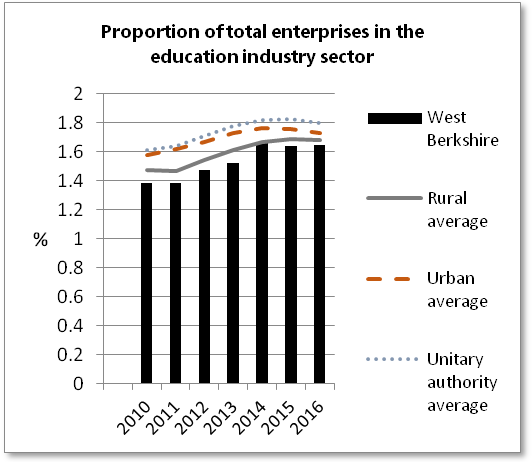 Proportion of total enterprises in the
education industry sector
2
1.8
1.6
1.4
1.2
1
0.8
0.6
0.4
0.2
0
%
2010
2011
2012
2013
2014
2015
2016
West
Berkshire
Rural
average
Urban
average
Unitary
authority
average